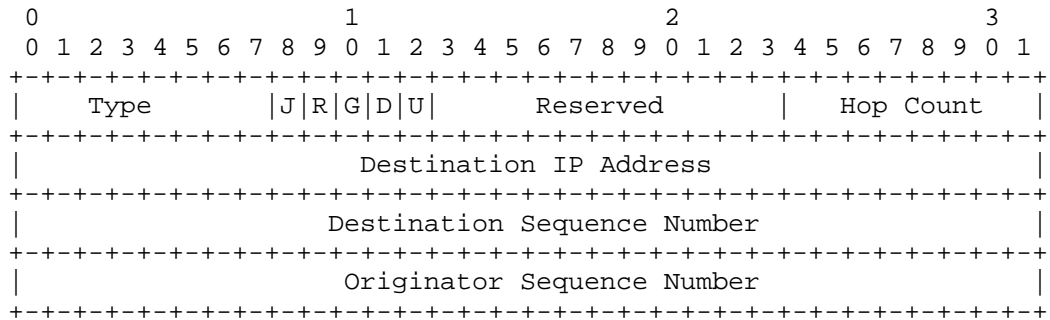 0                   1                   2                   3
 0 1 2 3 4 5 6 7 8 9 0 1 2 3 4 5 6 7 8 9 0 1 2 3 4 5 6 7 8 9 0 1
+-+-+-+-+-+-+-+-+-+-+-+-+-+-+-+-+-+-+-+-+-+-+-+-+-+-+-+-+-+-+-+-+
|    Type       |J|R|G|D|U|      Reserved       |   Hop Count   |
+-+-+-+-+-+-+-+-+-+-+-+-+-+-+-+-+-+-+-+-+-+-+-+-+-+-+-+-+-+-+-+-+
|                     Destination IP Address                    |
+-+-+-+-+-+-+-+-+-+-+-+-+-+-+-+-+-+-+-+-+-+-+-+-+-+-+-+-+-+-+-+-+
|                   Destination Sequence Number                 |
+-+-+-+-+-+-+-+-+-+-+-+-+-+-+-+-+-+-+-+-+-+-+-+-+-+-+-+-+-+-+-+-+
|                    Originator Sequence Number                 |
+-+-+-+-+-+-+-+-+-+-+-+-+-+-+-+-+-+-+-+-+-+-+-+-+-+-+-+-+-+-+-+-+